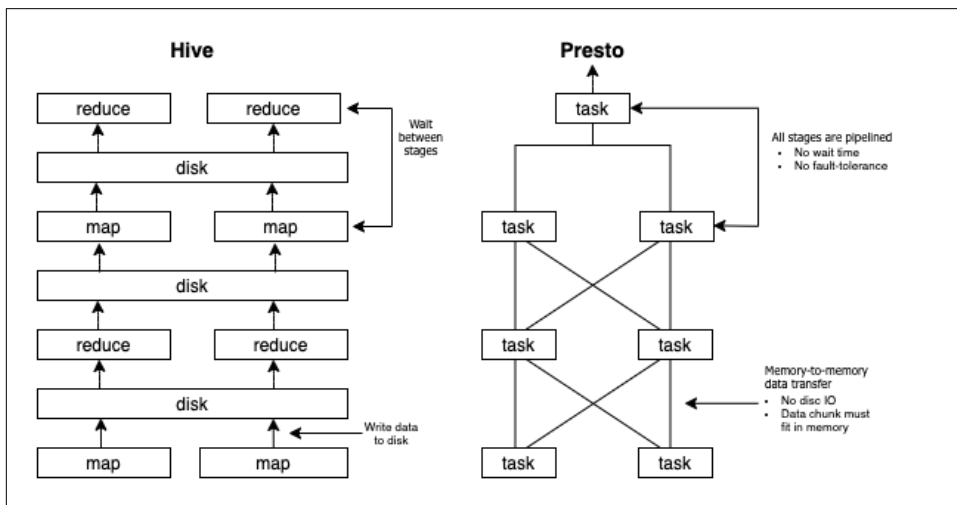 Hive
Presto
reduce
reduce
task
Wait
between
stages
All stages are pipelined
• No wait time
• No fault-tolerance
disk
map
map
task
task
disk
reduce
reduce
task
task
Memory-to-memory
data transfer
• No disc IO
• Data chunk must
fit in memory
disk
Write data
to disk
map
map
task
task